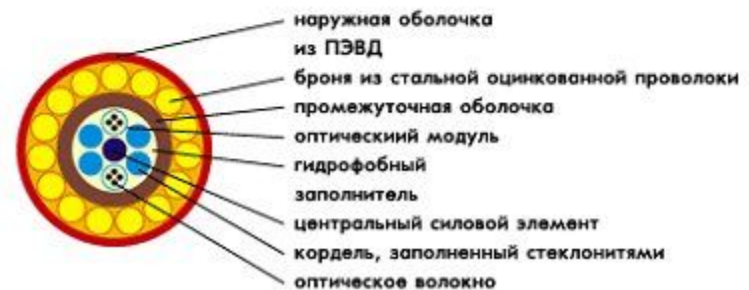 наружная оболочка
из ПЭВД
броня из стальной оцинкованной проволоки
промежуточная оболочка
оптическиий модуль
гидрофобный
заполнитель
центральный силовой элемент
кордель, заполненный стеклонитями
оптическое волокно